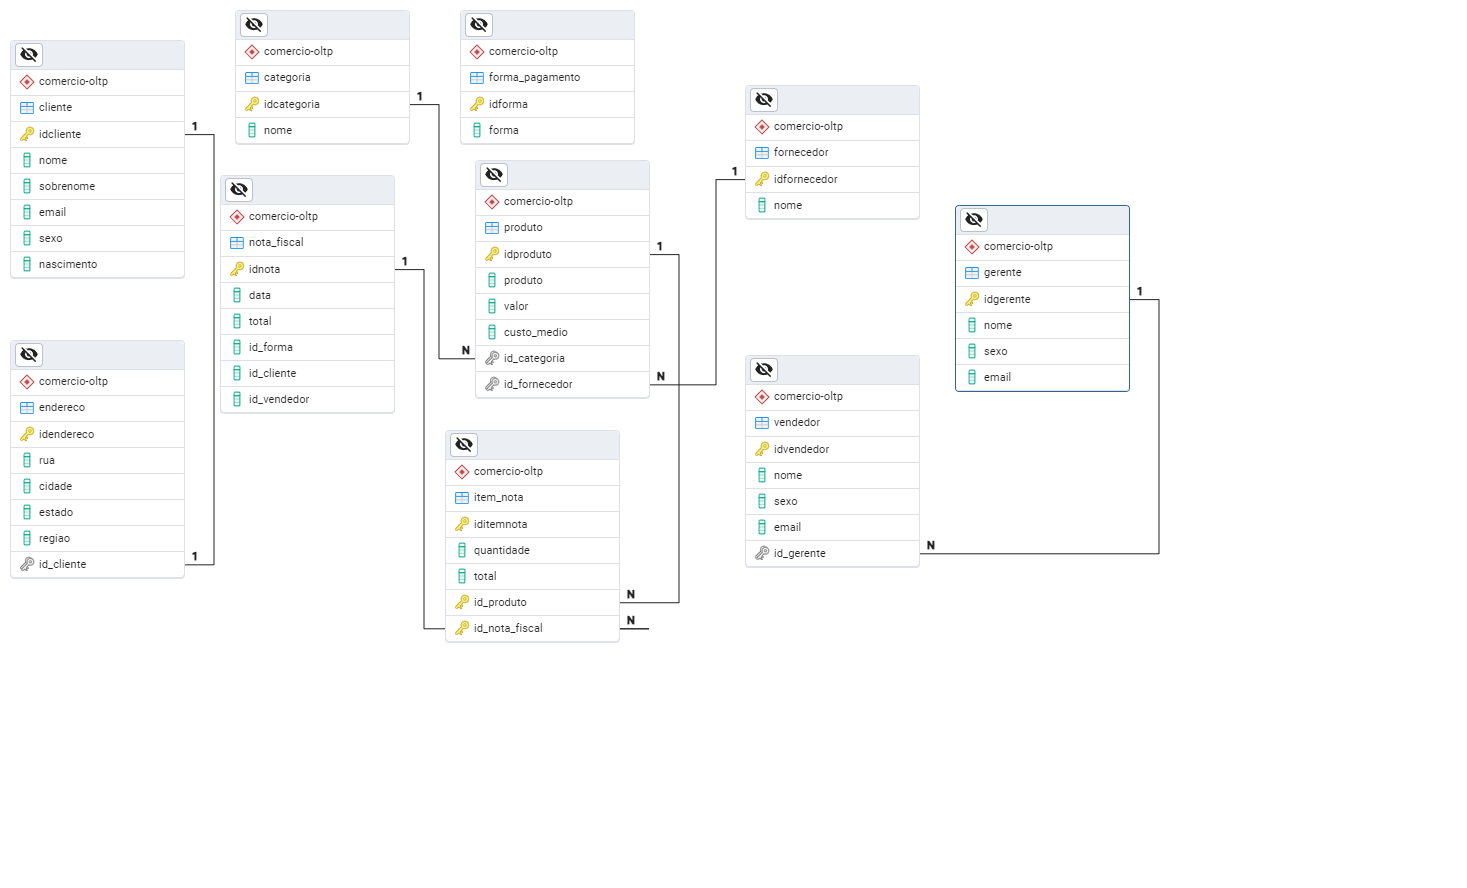 comercio-oltp
cliente
idcliente
nome
sobrenome
email
sexo
nascimento
1
comercio-oltp
categoria
idcategoria
nome
1
comercio-oltp
forma_pagamento
idforma
forma
comercio-oltp
nota_fiscal
idnota
data
total
id_forma
id_cliente
id_vendedor
1
comercio-oltp
produto
idproduto
produto
valor
custo_medio
id_categoria
id_fornecedor
1
N
N
comercio-oltp
fornecedor
idfornecedor
nome
1
comercio-oltp
gerente
idgerente
nome
sexo
email
1
comercio-oltp
endereco
idendereco
rua
cidade
estado
regiao
id_cliente
1
comercio-oltp
item_nota
iditemnota
quantidade
total
id_produto
id_nota_fiscal
N
N
comercio-oltp
vendedor
idvendedor
nome
sexo
email
id_gerente
N